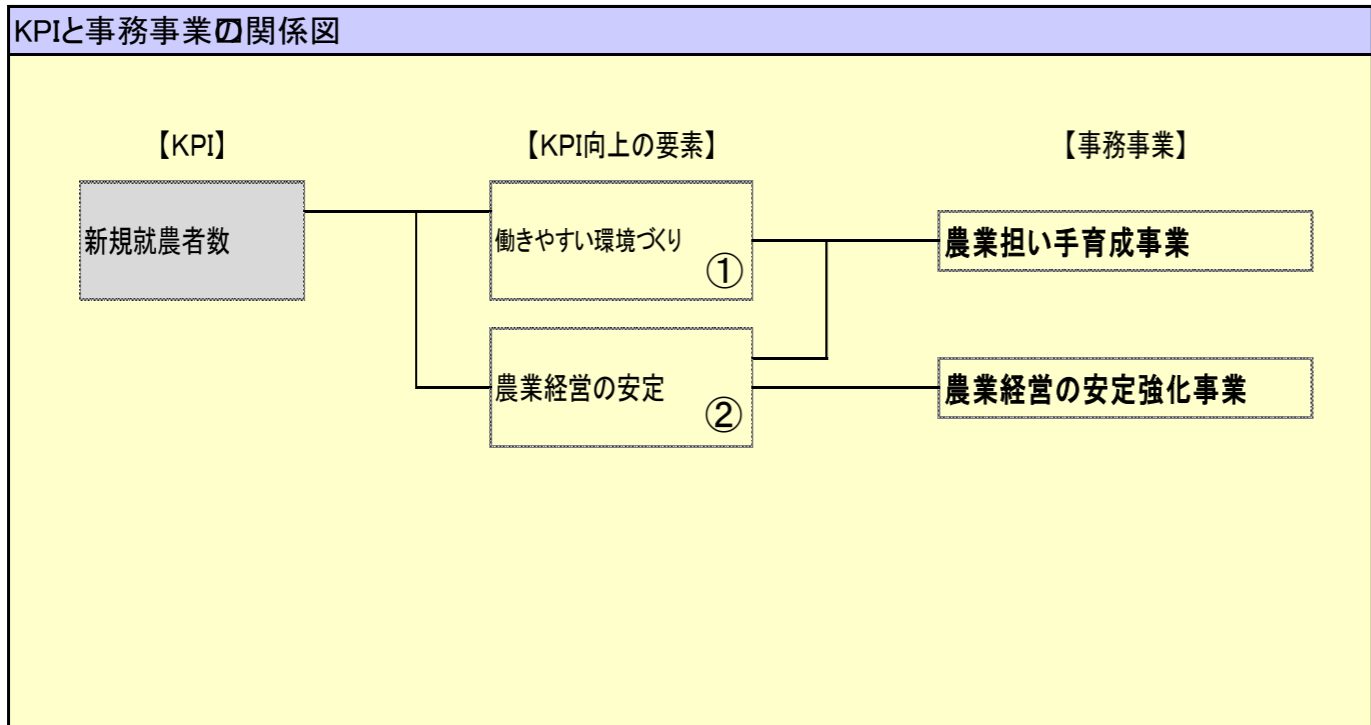 KPIと事務事業の関係図
【KPI】
【KPI向上の要素】
【事務事業】
新規就農者数
働きやすい環境づくり
①
農業担い手育成事業
農業経営の安定
②
農業経営の安定強化事業